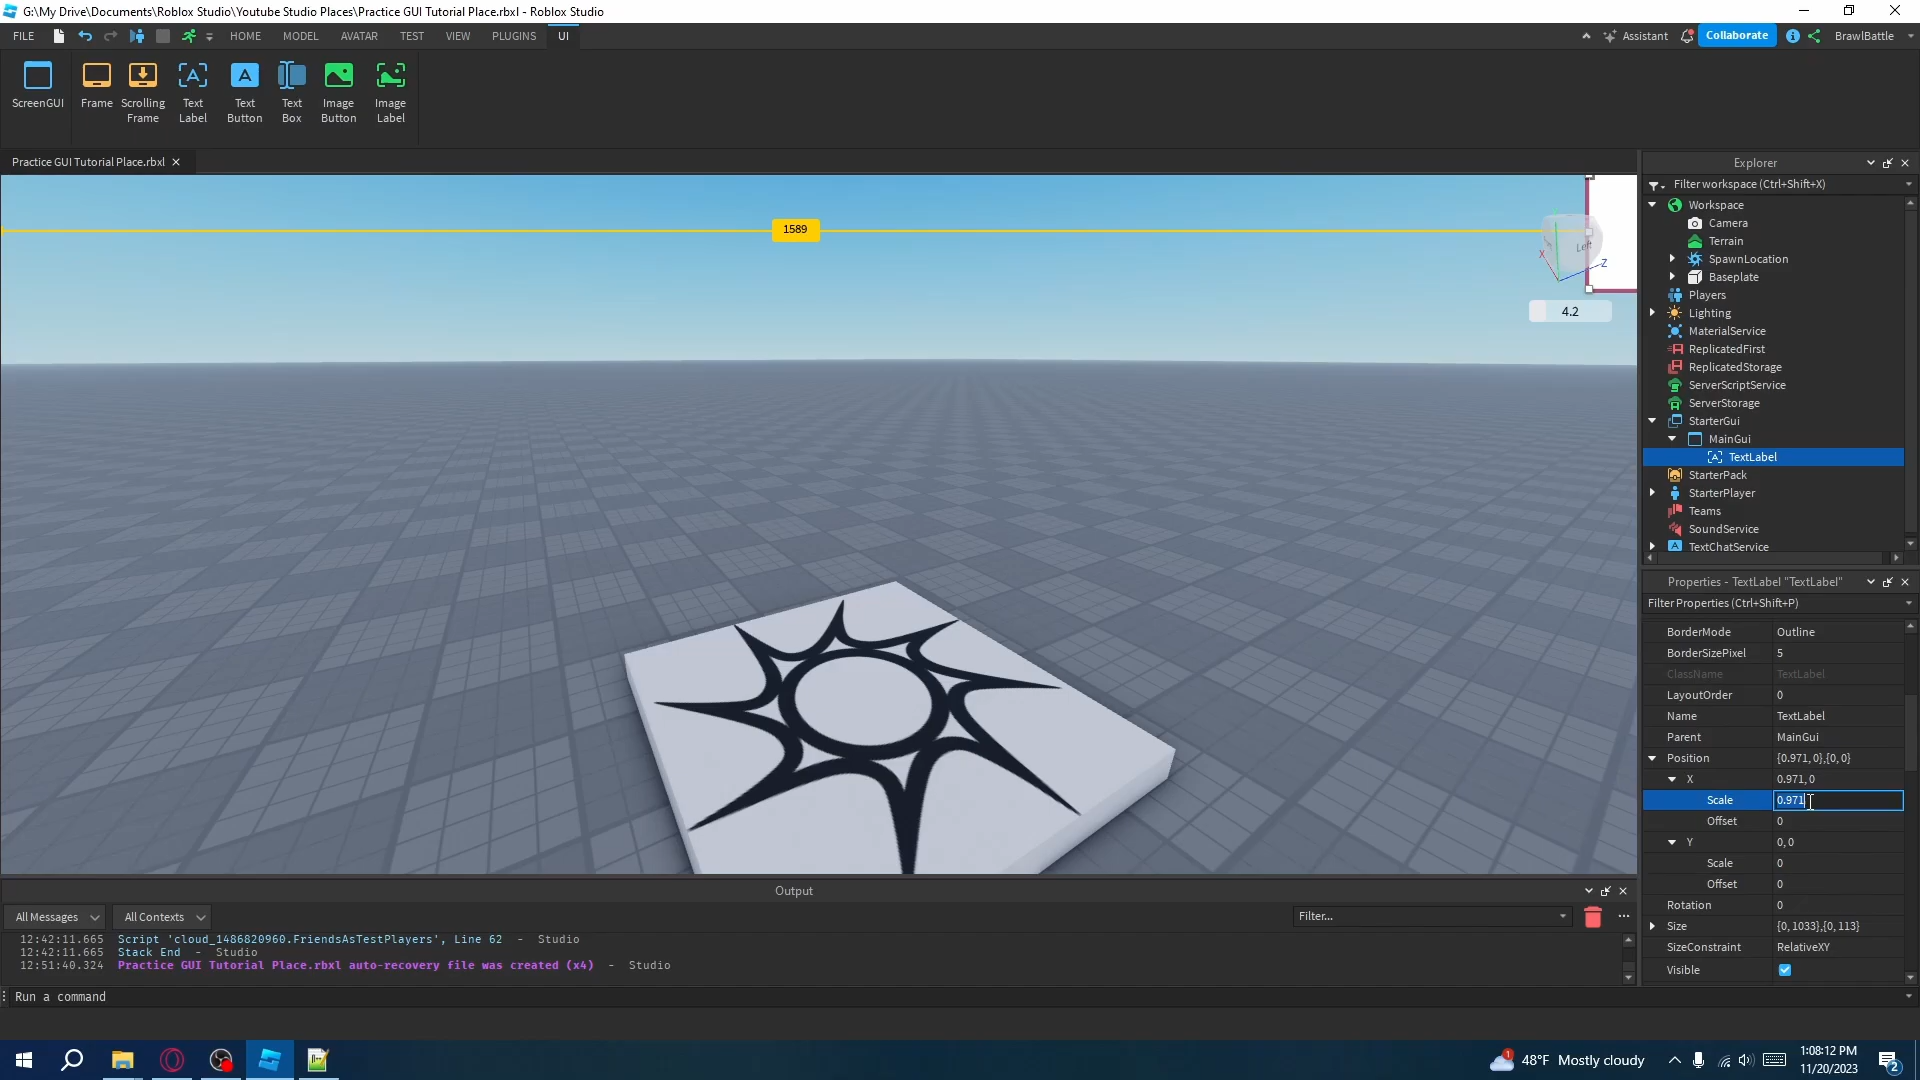 G:\My Drive\Documents\Roblox Studio\Youtube Studio Places\Practice GUI Tutorial Place.rbxl - Roblox Studio
FILE HOME MODEL AVATAR TEST VIEW PLUGINS UI Assistant Collaborate BrawlBattle
ScreenGUI
Frame
Scrolling Frame
Text Label
Text Button
Text Box
Image Button
Image Label
Practice GUI Tutorial Place.rbxl
1589
Left
X
Z
4.2
Explorer
Filter workspace (Ctrl+Shift+X)
Workspace
Camera
Terrain
SpawnLocation
Baseplate
Players
Lighting
MaterialService
ReplicatedFirst
ReplicatedStorage
ServerScriptService
ServerStorage
StarterGui
MainGui
TextLabel
StarterPack
StarterPlayer
Teams
SoundService
TextChatService
Properties - TextLabel "TextLabel"
Filter Properties (Ctrl+Shift+P)
BorderMode Outline
BorderSizePixel 5
ClassName TextLabel
LayoutOrder 0
Name TextLabel
Parent MainGui
Position {0.971, 0},{0, 0}
X 0.971, 0
Scale 0.971
Offset 0
Y 0, 0
Scale 0
Offset 0
Rotation 0
Size {0, 1033},{0, 113}
SizeConstraint RelativeXY
Visible
Output
All Messages All Contexts Filter...
12:42:11.665 Script 'cloud_1486820960.FriendsAsTestPlayers', Line 62 - Studio
12:42:11.665 Stack End - Studio
12:51:40.324 Practice GUI Tutorial Place.rbxl auto-recovery file was created (x4) - Studio
Run a command
1
48°F Mostly cloudy
1:08:12 PM
11/20/2023
2